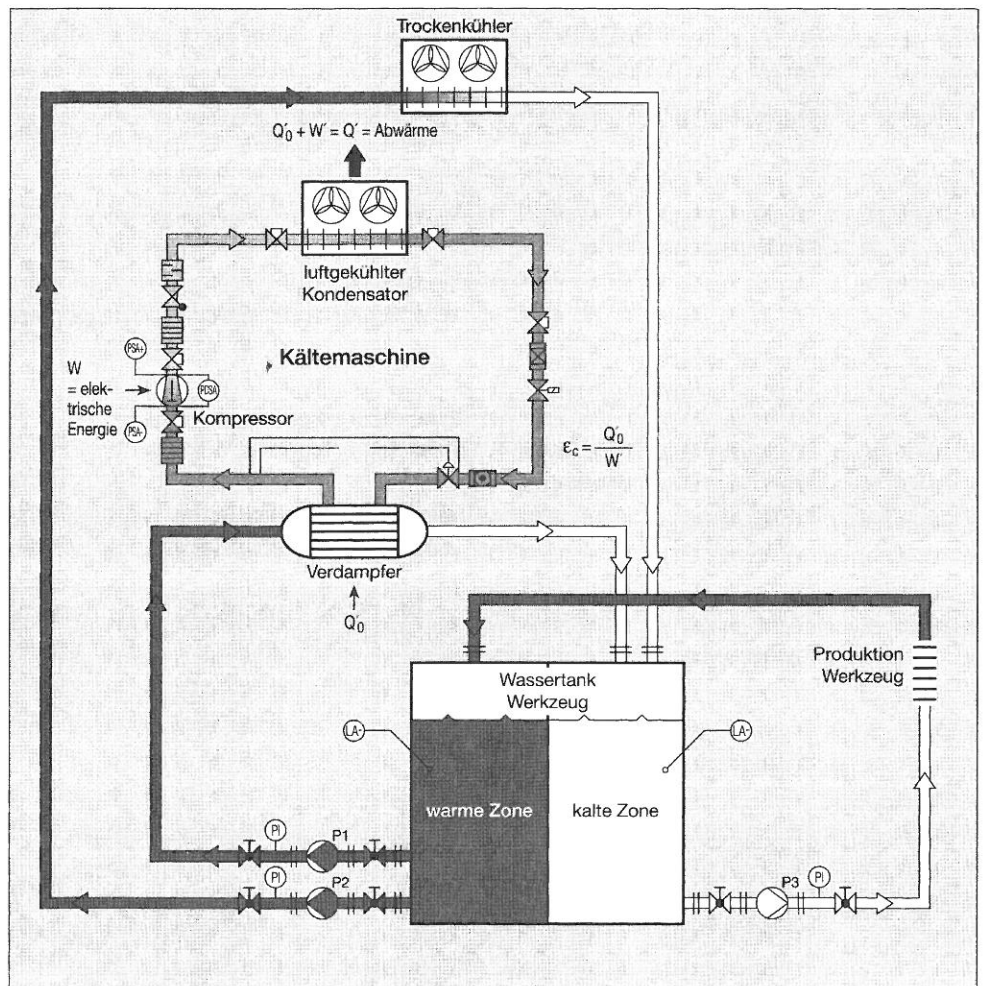 Trockenkühler
Q'0 + W' = Q' = Abwärme
luftgekühlter
Kondensator
PSA+
W
= elek-
trische
Energie
PDSA
PSA-
Kältemaschine
Kompressor
εc = Q'0 / W'
Verdampfer
Q'0
Produktion
Werkzeug
Wassertank
Werkzeug
LA-
LA-
warme Zone
kalte Zone
PI
P1
PI
P2
P3
PI